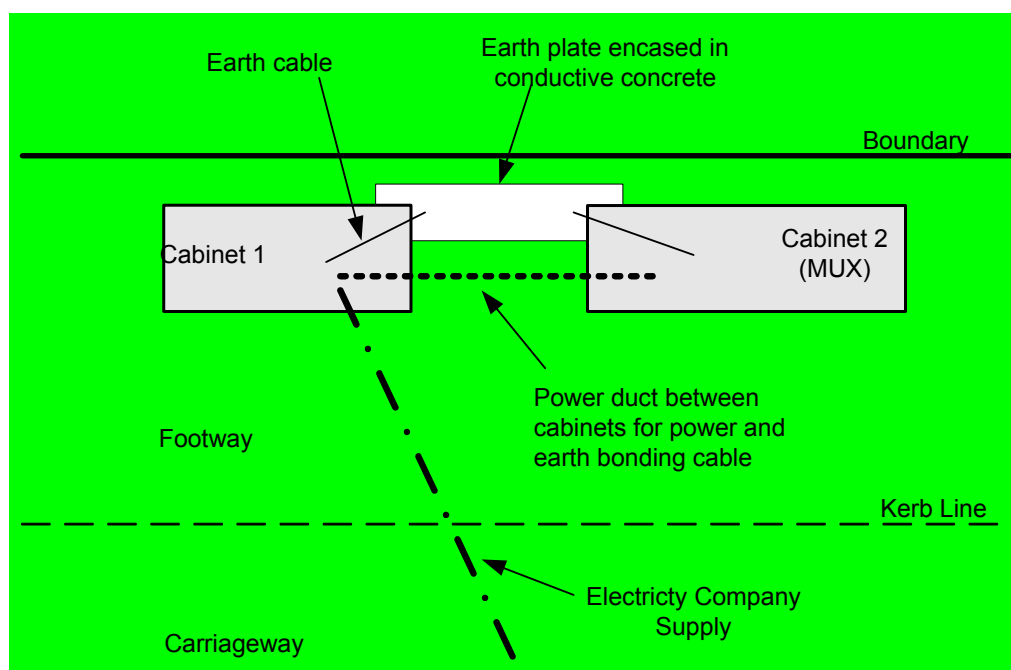 Earth plate encased in
conductive concrete
Earth cable
Boundary
Cabinet 1
Cabinet 2
(MUX)
Power duct between
cabinets for power and
earth bonding cable
Footway
Kerb Line
Electricty Company
Supply
Carriageway